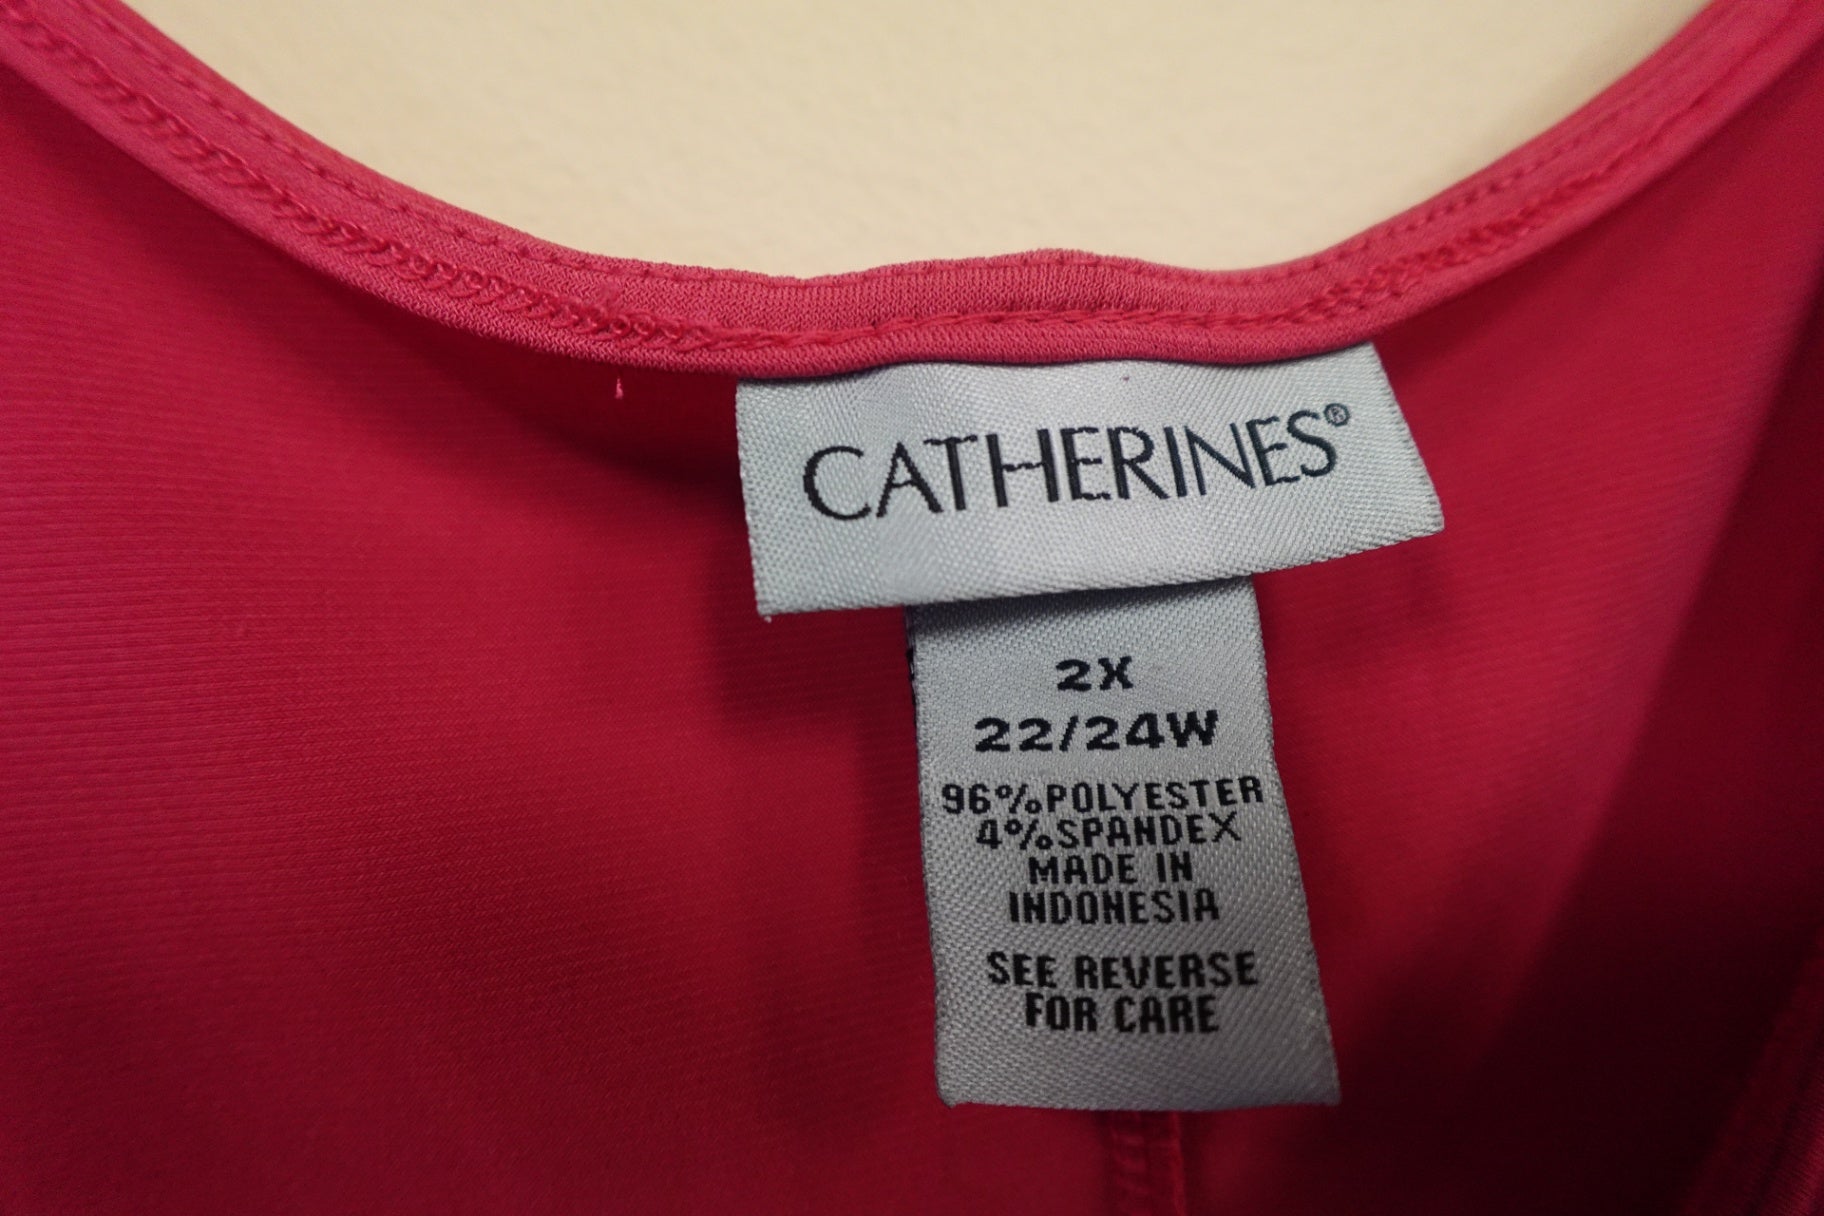 CATHERINES®
2X
22/24W
96%POLYESTER
4%SPANDEX
MADE IN
INDONESIA
SEE REVERSE
FOR CARE